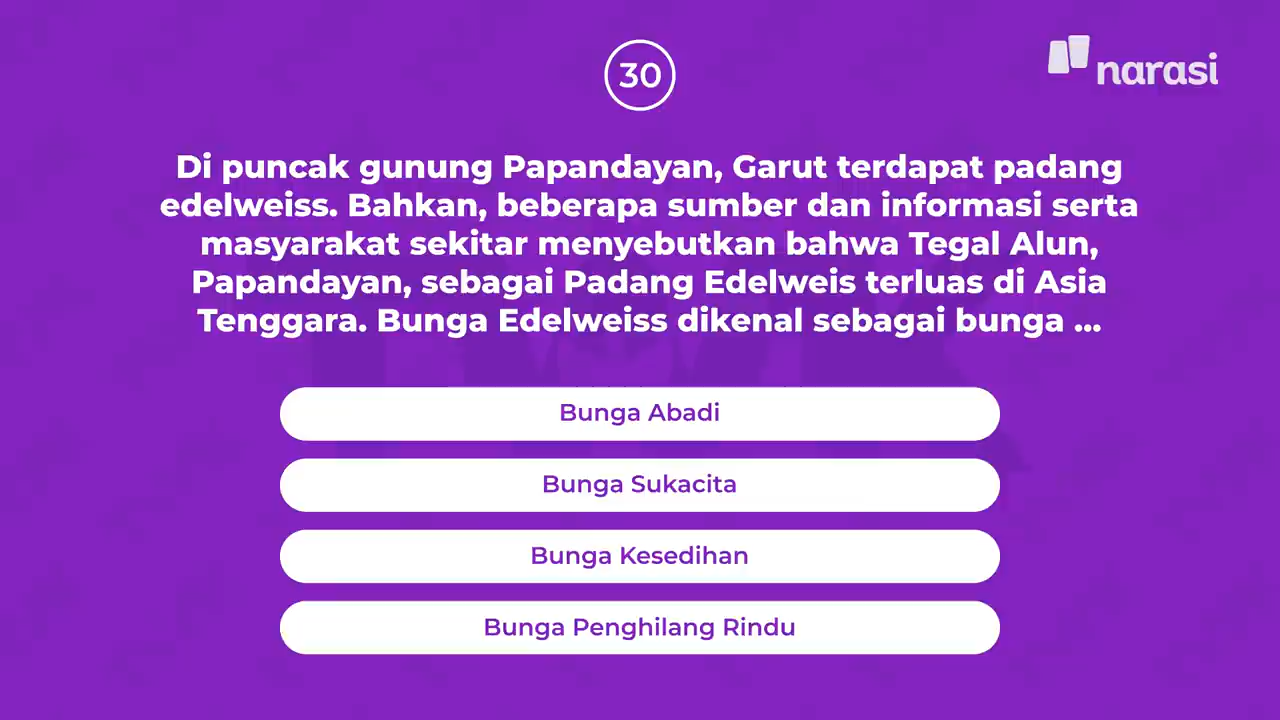 30
narasi
Di puncak gunung Papandayan, Garut terdapat padang
edelweiss. Bahkan, beberapa sumber dan informasi serta
masyarakat sekitar menyebutkan bahwa Tegal Alun,
Papandayan, sebagai Padang Edelweis terluas di Asia
Tenggara. Bunga Edelweiss dikenal sebagai bunga ...
Bunga Abadi
Bunga Sukacita
Bunga Kesedihan
Bunga Penghilang Rindu